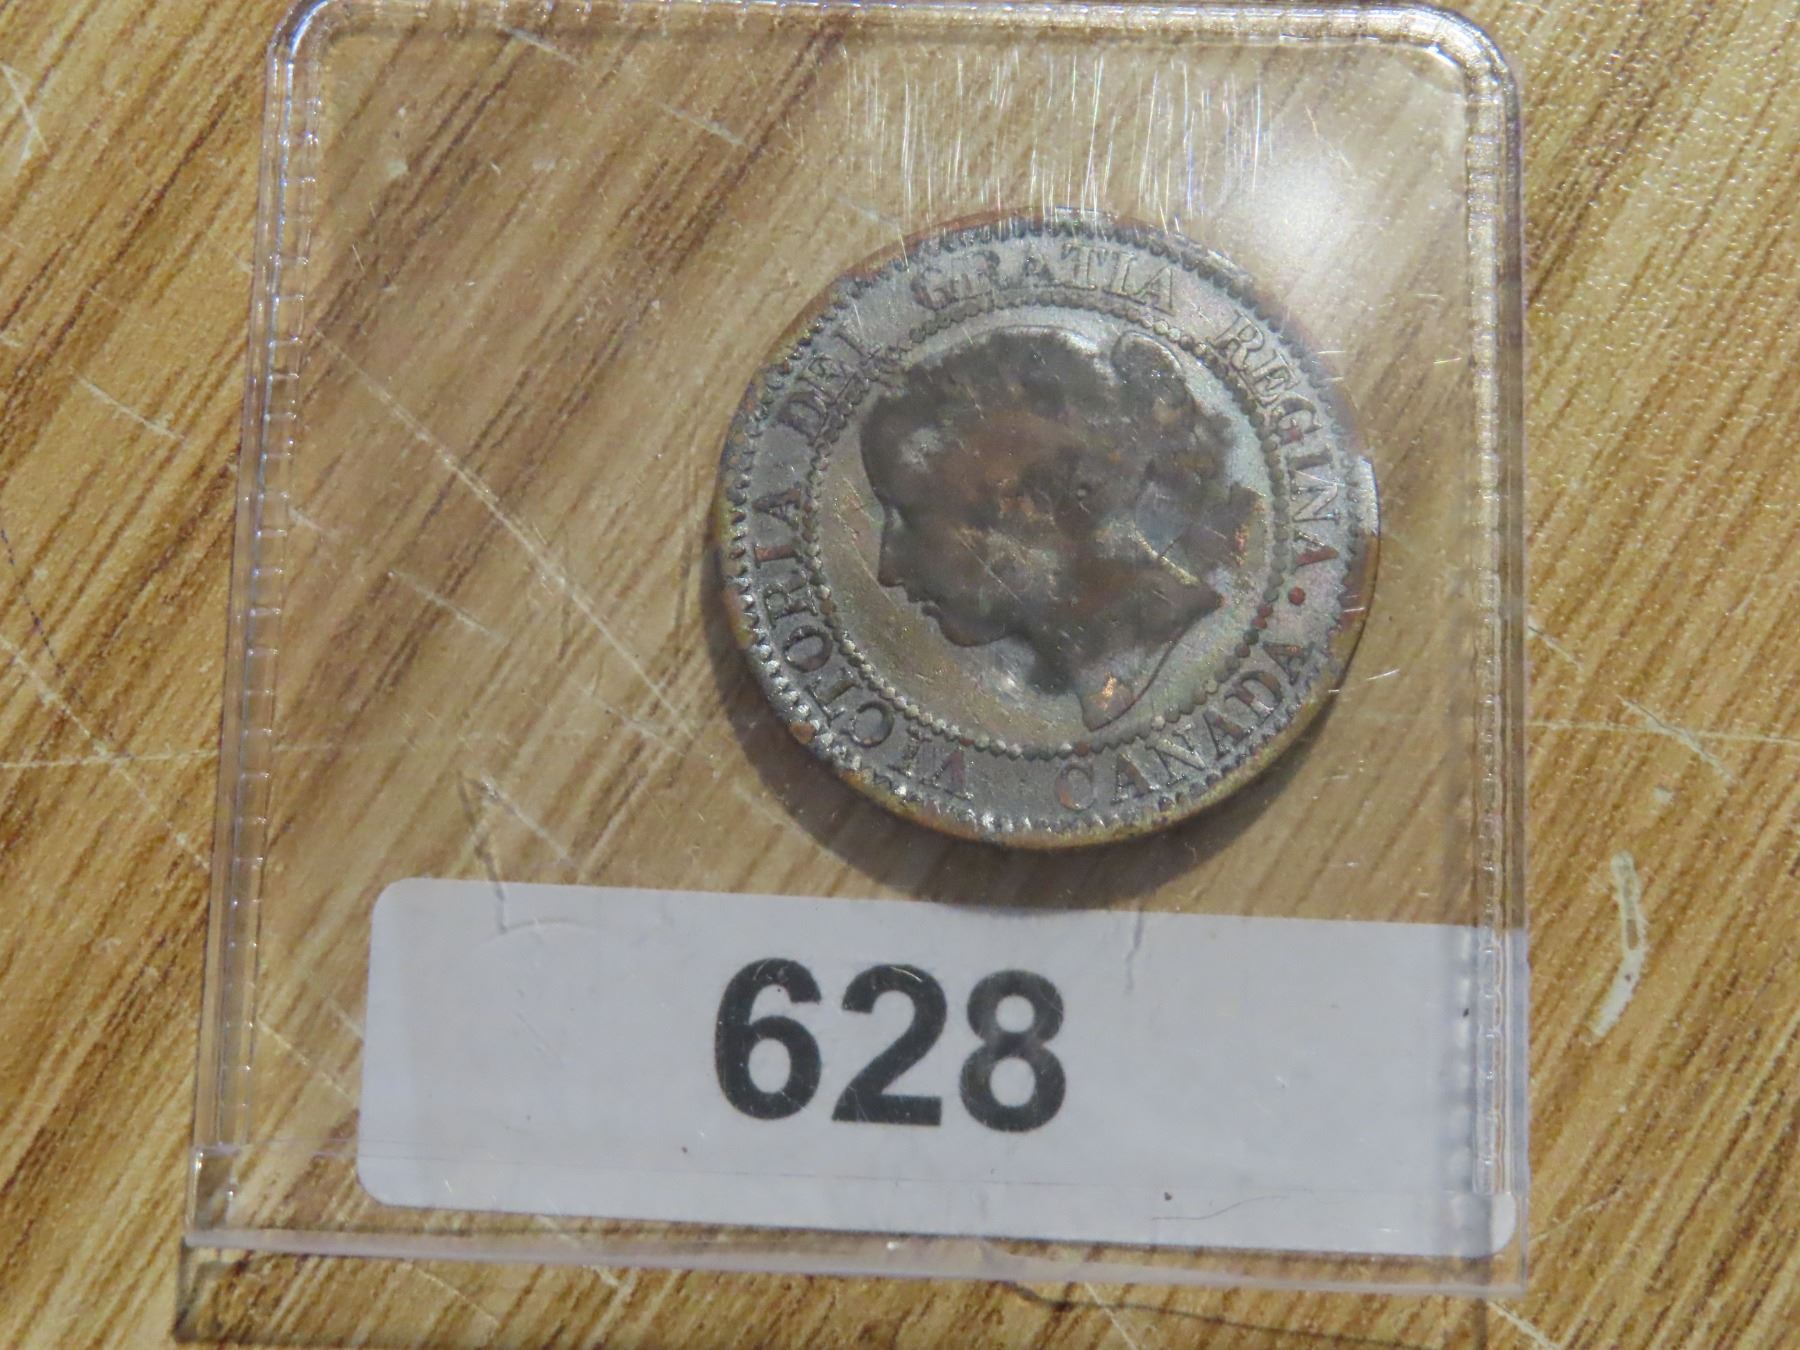 VICTORIA DEI GRATIA REGINA. CANADA
628